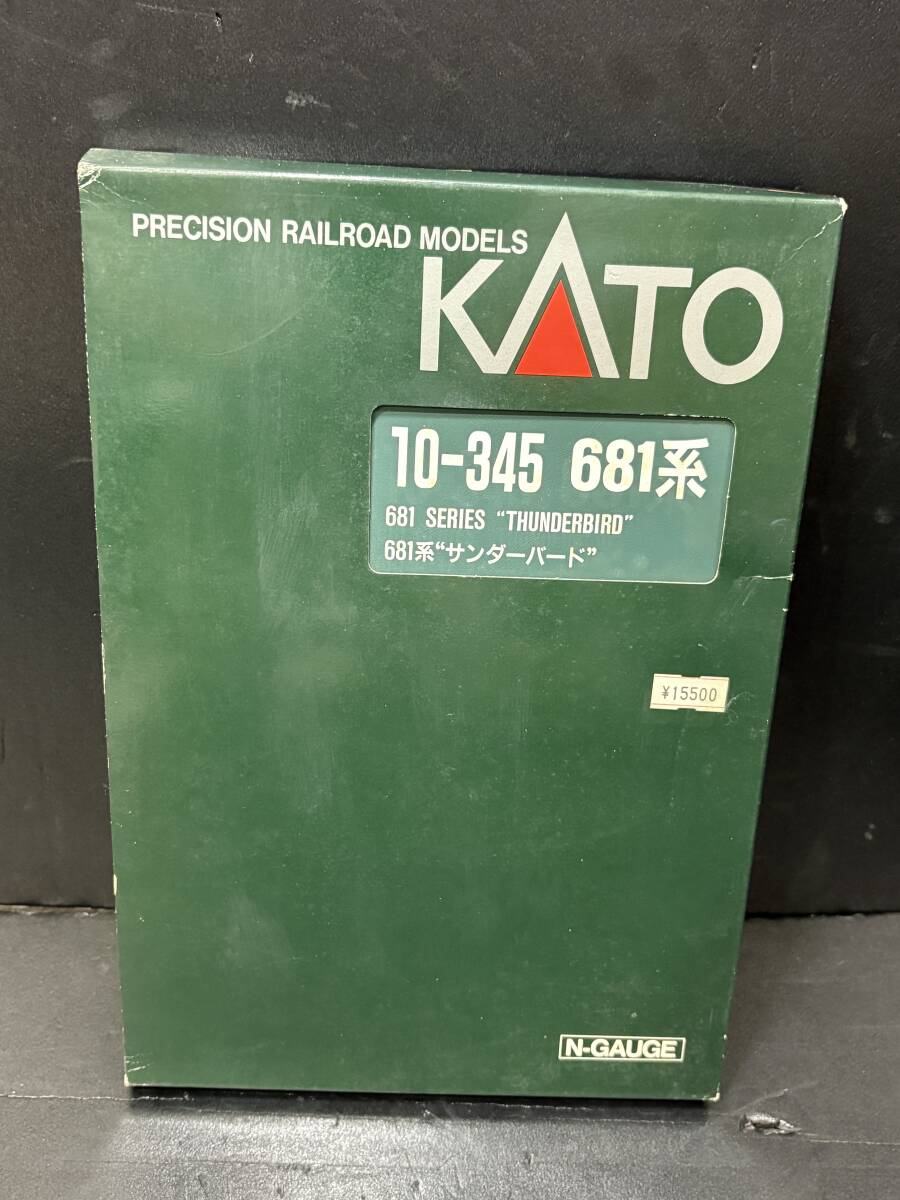 PRECISION RAILROAD MODELS
KATO
10-345 681系
681 SERIES "THUNDERBIRD"
681系"サンダーバード"
¥15500
N-GAUGE